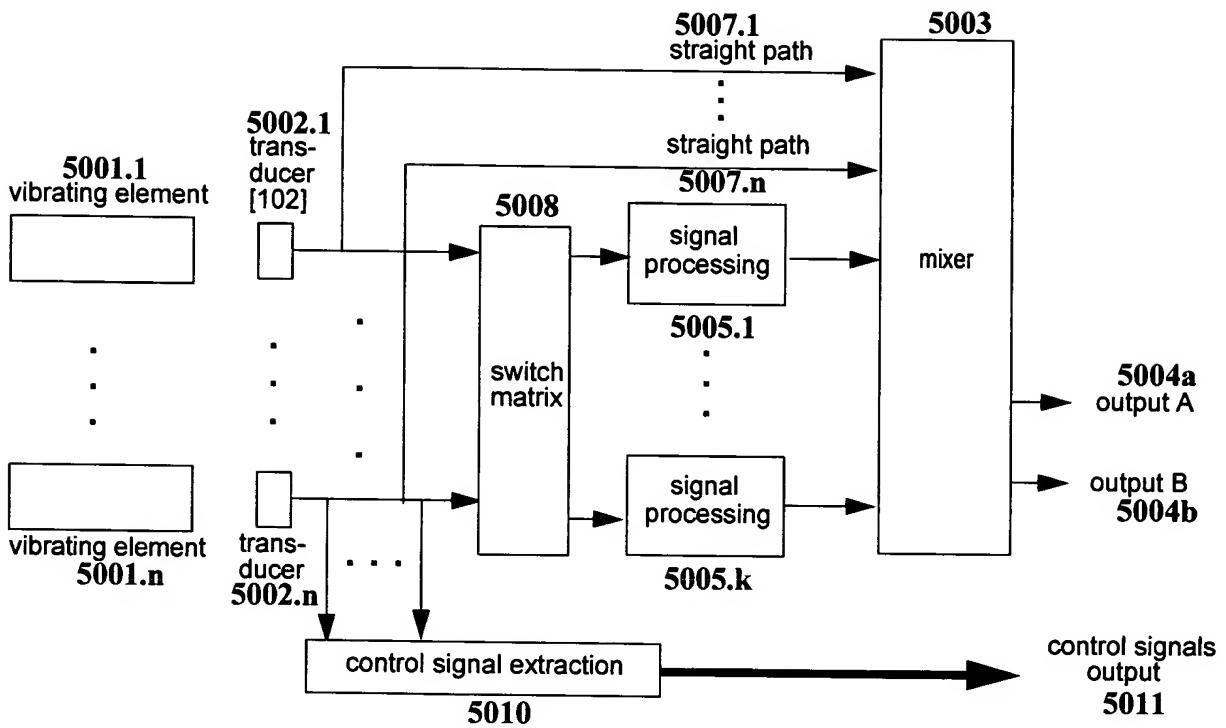 5007.1
straight path
5003
5002.1
trans-
ducer
[102]
straight path
5007.n
5001.1
vibrating element
5008
signal
processing
5005.1
mixer
switch
matrix
5004a
output A
signal
processing
5005.k
output B
5004b
vibrating element
5001.n
trans-
ducer
5002.n
control signal extraction
5010
control signals
output
5011